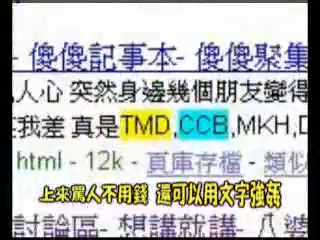 - 傻傻記事本- 傻傻聚集
人心 突然身邊幾個朋友變得
我差 真是TMD,CCB,MKH,D
html - 12k - 頁庫存檔 - 類似
上來罵人不用錢 還可以用文字強姦
討論區- 想講就講 - 八婆